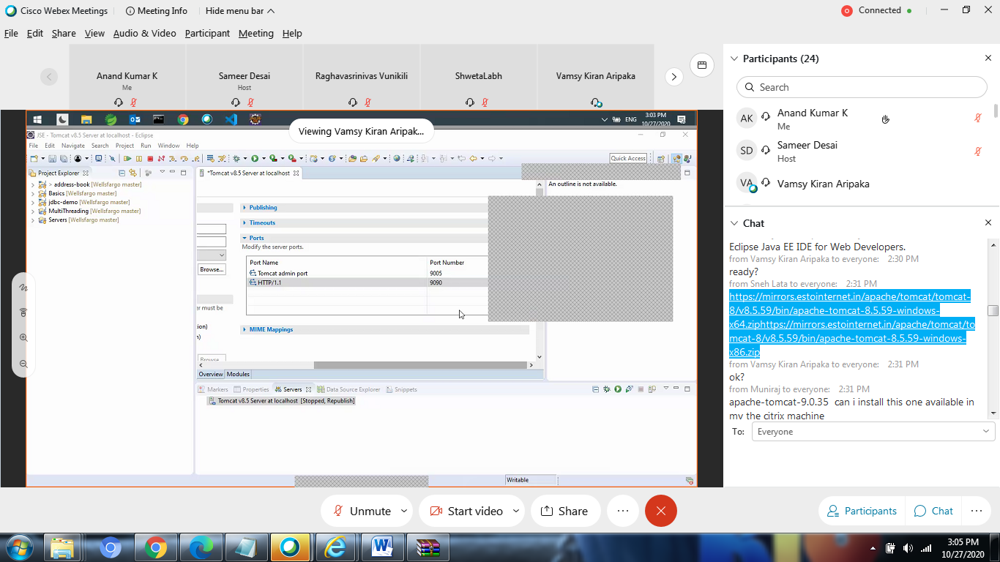 Cisco Webex Meetings
Meeting Info
Hide menu bar
Connected
File Edit Share View Audio & Video Participant Meeting Help
Anand Kumar K
Me
Sameer Desai
Host
Raghavasrinivas Vunikili
ShwetaLabh
Vamsy Kiran Aripaka
3:03 PM
ENG
10/27/2020
Viewing Vamsy Kiran Aripak...
JSE - Tomcat v8.5 Server at localhost - Eclipse
File Edit Navigate Search Project Run Window Help
Quick Access
Project Explorer
> address-book [Wellsfargo master]
Basics [Wellsfargo master]
jdbc-demo [Wellsfargo master]
MultiThreading [Wellsfargo master]
Servers [Wellsfargo master]
*Tomcat v8.5 Server at localhost
Publishing
Timeouts
Ports
Modify the server ports.
Port Name Port Number
Tomcat admin port 9005
HTTP/1.1 9090
MIME Mappings
Browse...
er must be
ion)
Browse
Overview Modules
An outline is not available.
Markers Properties Servers Data Source Explorer Snippets
Tomcat v8.5 Server at localhost [Stopped, Republish]
Writable
Participants (24)
Search
AK Anand Kumar K
Me
SD Sameer Desai
Host
VA Vamsy Kiran Aripaka
Chat
Eclipse Java EE IDE for Web Developers.
from Vamsy Kiran Aripaka to everyone: 2:30 PM
ready?
from Sneh Lata to everyone: 2:31 PM
https://mirrors.estointernet.in/apache/tomcat/tomcat-
8/v8.5.59/bin/apache-tomcat-8.5.59-windows-
x64.ziphttps://mirrors.estointernet.in/apache/tomcat/to
mcat-8/v8.5.59/bin/apache-tomcat-8.5.59-windows-
x86.zip
from Vamsy Kiran Aripaka to everyone: 2:31 PM
ok?
from Muniraj to everyone: 2:31 PM
apache-tomcat-9.0.35 can i install this one available in
my the citrix machine
To: Everyone
Unmute
Start video
Share
Participants
Chat
3:05 PM
10/27/2020